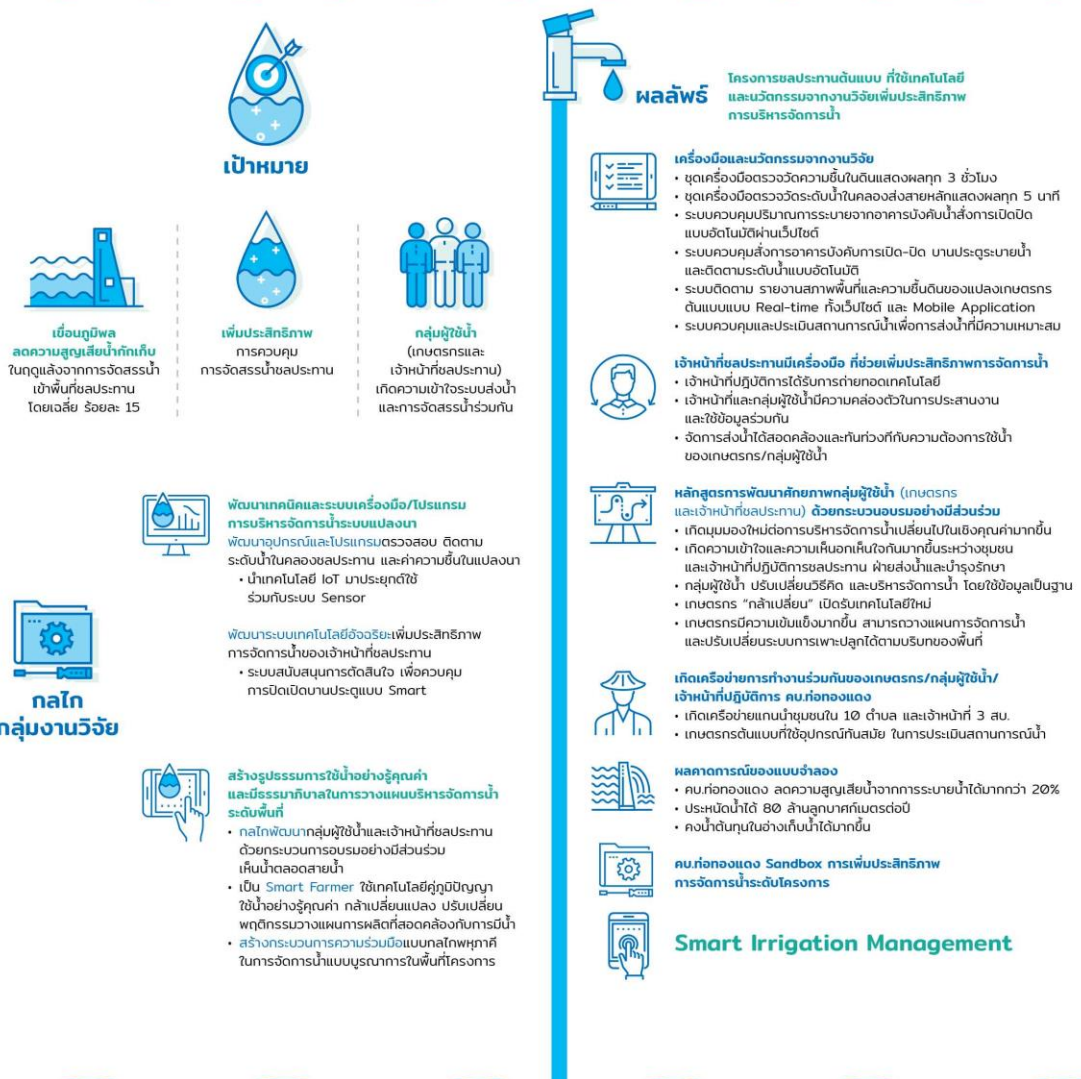 เป้าหมาย
เขื่อนภูมิพล
ลดความสูญเสียน้ำกักเก็บ
ในฤดูแล้งจากการจัดสรรน้ำ
เข้าพื้นที่ชลประทาน
โดยเฉลี่ย ร้อยละ 15
เพิ่มประสิทธิภาพ
การควบคุม
การจัดสรรน้ำชลประทาน
กลุ่มผู้ใช้น้ำ
(เกษตรกรและ
เจ้าหน้าที่ชลประทาน)
เกิดความเข้าใจระบบส่งน้ำ
และการจัดสรรน้ำร่วมกัน
กลไก
กลุ่มงานวิจัย
พัฒนาเทคนิคและระบบเครื่องมือ/โปรแกรม
การบริหารจัดการน้ำระบบแปลงนา
พัฒนาอุปกรณ์และโปรแกรมตรวจสอบ ติดตาม
ระดับน้ำในคลองชลประทาน และค่าความชื้นในแปลงนา
• นำเทคโนโลยี IoT มาประยุกต์ใช้
ร่วมกับระบบ Sensor
พัฒนาระบบเทคโนโลยีอัจฉริยะเพิ่มประสิทธิภาพ
การจัดการน้ำของเจ้าหน้าที่ชลประทาน
• ระบบสนับสนุนการตัดสินใจ เพื่อควบคุม
การปิดเปิดบานประตูแบบ Smart
สร้างรูปธรรมการใช้น้ำอย่างรู้คุณค่า
และมีธรรมาภิบาลในการวางแผนบริหารจัดการน้ำ
ระดับพื้นที่
• กลไกพัฒนากลุ่มผู้ใช้น้ำและเจ้าหน้าที่ชลประทาน
ด้วยกระบวนการอบรมอย่างมีส่วนร่วม
เห็นน้ำตลอดสายน้ำ
• เป็น Smart Farmer ใช้เทคโนโลยีคู่ภูมิปัญญา
ใช้น้ำอย่างรู้คุณค่า กล้าเปลี่ยนแปลง ปรับเปลี่ยน
พฤติกรรมวางแผนการผลิตที่สอดคล้องกับการมีน้ำ
• สร้างกระบวนการความร่วมมือแบบกลไกพหุภาคี
ในการจัดการน้ำแบบบูรณาการในพื้นที่โครงการ
ผลลัพธ์
โครงการชลประทานต้นแบบ ที่ใช้เทคโนโลยี
และนวัตกรรมจากงานวิจัยเพิ่มประสิทธิภาพ
การบริหารจัดการน้ำ
เครื่องมือและนวัตกรรมจากงานวิจัย
• ชุดเครื่องมือตรวจวัดความชื้นในดินแสดงผลทุก 3 ชั่วโมง
• ชุดเครื่องมือตรวจวัดระดับน้ำในคลองส่งสายหลักแสดงผลทุก 5 นาที
• ระบบควบคุมปริมาณการระบายจากอาคารบังคับน้ำสั่งการเปิดปิด
แบบอัตโนมัติผ่านเว็ปไซต์
• ระบบควบคุมสั่งการอาคารบังคับการเปิด-ปิด บานประตูระบายน้ำ
และติดตามระดับน้ำแบบอัตโนมัติ
• ระบบติดตาม รายงานสภาพพื้นที่และความชื้นดินของแปลงเกษตรกร
ต้นแบบแบบ Real-time ทั้งเว็ปไซต์ และ Mobile Application
• ระบบควบคุมและประเมินสถานการณ์น้ำเพื่อการส่งน้ำที่มีความเหมาะสม
เจ้าหน้าที่ชลประทานมีเครื่องมือ ที่ช่วยเพิ่มประสิทธิภาพการจัดการน้ำ
• เจ้าหน้าที่ปฎิบัติการได้รับการถ่ายทอดเทคโนโลยี
• เจ้าหน้าที่และกลุ่มผู้ใช้น้ำมีความคล่องตัวในการประสานงาน
และใช้ข้อมูลร่วมกัน
• จัดการส่งน้ำได้สอดคล้องและทันท่วงทีกับความต้องการใช้น้ำ
ของเกษตรกร/กลุ่มผู้ใช้น้ำ
หลักสูตรการพัฒนาศักยภาพกลุ่มผู้ใช้น้ำ (เกษตรกร
และเจ้าหน้าที่ชลประทาน) ด้วยกระบวนอบรมอย่างมีส่วนร่วม
• เกิดมุมมองใหม่ต่อการบริหารจัดการน้ำเปลี่ยนไปในเชิงคุณค่ามากขึ้น
• เกิดความเข้าใจและความเห็นอกเห็นใจกันมากขึ้นระหว่างชุมชน
และเจ้าหน้าที่ปฎิบัติการชลประทาน ฝ่ายส่งน้ำและบำรุงรักษา
• กลุ่มผู้ใช้น้ำ ปรับเปลี่ยนวิธีคิด และบริหารจัดการน้ำ โดยใช้ข้อมูลเป็นฐาน
• เกษตรกร “กล้าเปลี่ยน” เปิดรับเทคโนโลยีใหม่
• เกษตรกรมีความเข้มแข็งมากขึ้น สามารถวางแผนการจัดการน้ำ
และปรับเปลี่ยนระบบการเพาะปลูกได้ตามบริบทของพื้นที่
เกิดเครือข่ายการทำงานร่วมกันของเกษตรกร/กลุ่มผู้ใช้น้ำ/
เจ้าหน้าที่ปฎิบัติการ คบ.ท่อทองแดง
• เกิดเครือข่ายแกนนำชุมชนใน 10 ตำบล และเจ้าหน้าที่ 3 สบ.
• เกษตรกรต้นแบบที่ใช้อุปกรณ์ทันสมัย ในการประเมินสถานการณ์น้ำ
ผลคาดการณ์ของแบบจำลอง
• คบ.ท่อทองแดง ลดความสูญเสียน้ำจากการระบายน้ำได้มากกว่า 20%
• ประหยัดน้ำได้ 80 ล้านลูกบาศก์เมตรต่อปี
• คงน้ำต้นทุนในอ่างเก็บน้ำได้มากขึ้น
คบ.ท่อทองแดง Sandbox การเพิ่มประสิทธิภาพ
การจัดการน้ำระดับโครงการ
Smart Irrigation Management